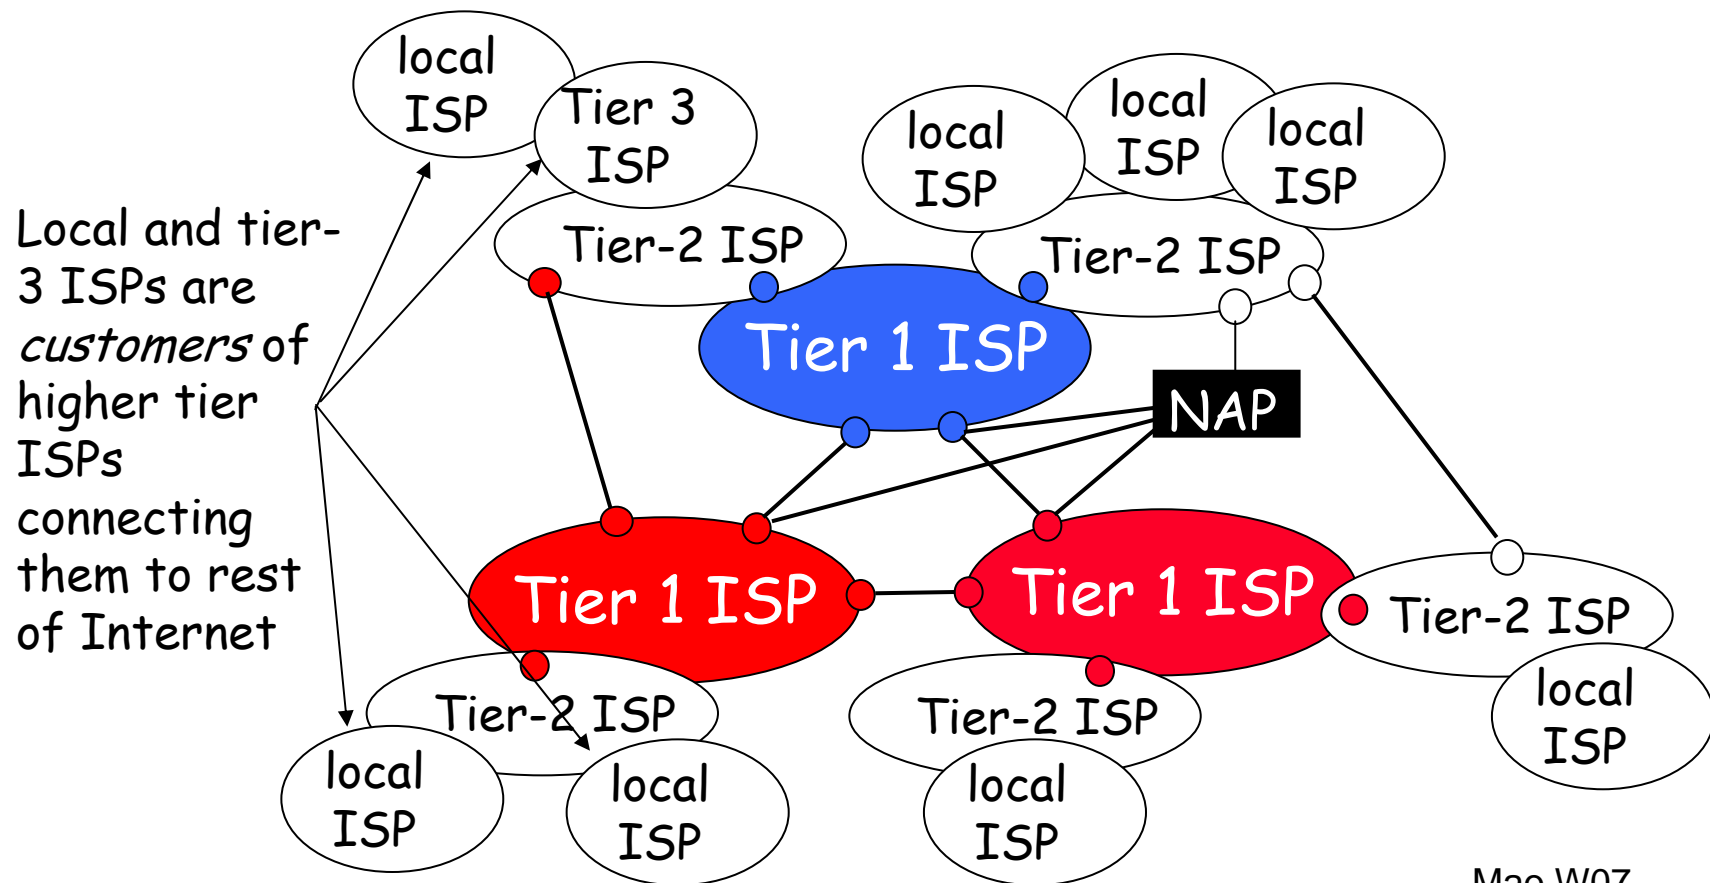 local
ISP
Tier 3
ISP
local
ISP
local
ISP
local
ISP
Local and tier-
3 ISPs are
customers of
higher tier
ISPs
connecting
them to rest
of Internet
Tier-2 ISP
Tier-2 ISP
Tier 1 ISP
NAP
Tier 1 ISP
Tier 1 ISP
Tier-2 ISP
Tier-2 ISP
Tier-2 ISP
local
ISP
local
ISP
local
ISP
local
ISP
Mao W07